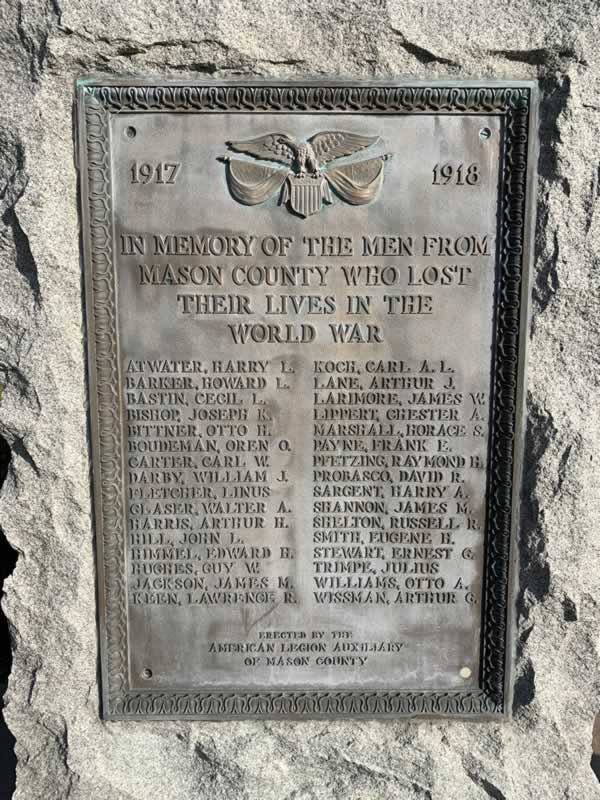 1917 1918
IN MEMORY OF THE MEN FROM
MASON COUNTY WHO LOST
THEIR LIVES IN THE
WORLD WAR
ATWATER, HARRY L.
BARKER, HOWARD L.
BASTIN, CECIL L.
BISHOP, JOSEPH K.
BITTNER, OTTO H.
BOUDEMAN, OREN O.
CARTER, CARL W.
DARBY, WILLIAM J.
FLETCHER, LINUS
GLASER, WALTER A.
HARRIS, ARTHUR H.
HILL, JOHN L.
HIMMEL, EDWARD H.
HUGHES, GUY W.
JACKSON, JAMES M.
KEEN, LAWRENCE R.
KOCH, CARL A. L.
LANE, ARTHUR J.
LARIMORE, JAMES W.
LIPPERT, CHESTER A.
MARSHALL, HORACE S.
PAYNE, FRANK E.
PFETZING, RAYMOND H.
PROBASCO, DAVID R.
SARGENT, HARRY A.
SHANNON, JAMES M.
SHELTON, RUSSELL R.
SMITH, EUGENE H.
STEWART, ERNEST G.
TRIMPE, JULIUS
WILLIAMS, OTTO A.
WISSMAN, ARTHUR G.
ERECTED BY THE
AMERICAN LEGION AUXILIARY
OF MASON COUNTY